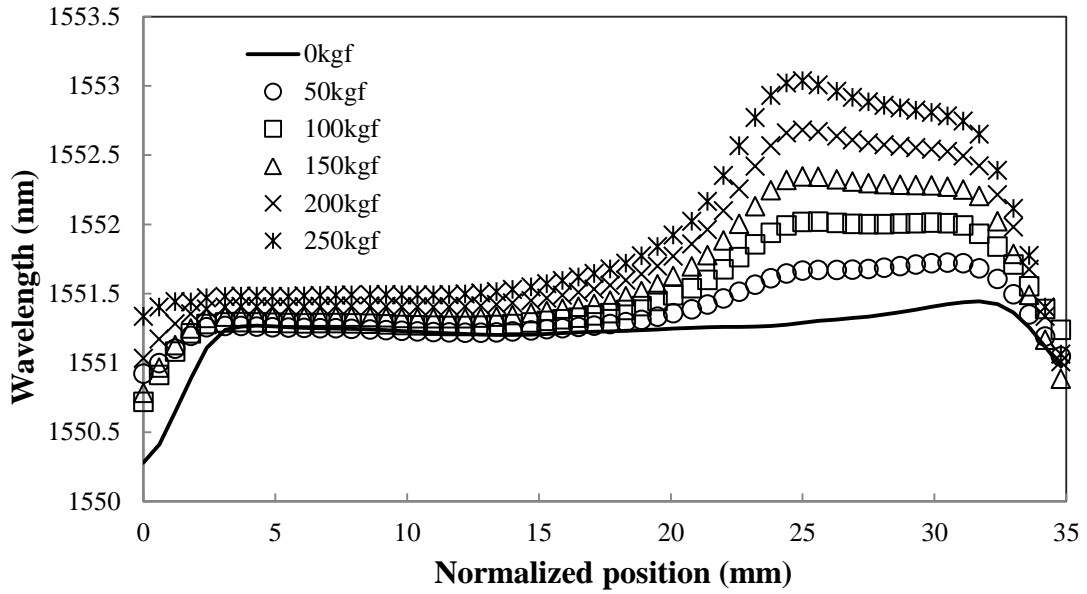 1553.5
1553
1552.5
1552
1551.5
1551
1550.5
1550
Wavelength (nm)
0kgf
50kgf
100kgf
150kgf
200kgf
250kgf
0 5 10 15 20 25 30 35
Normalized position (mm)